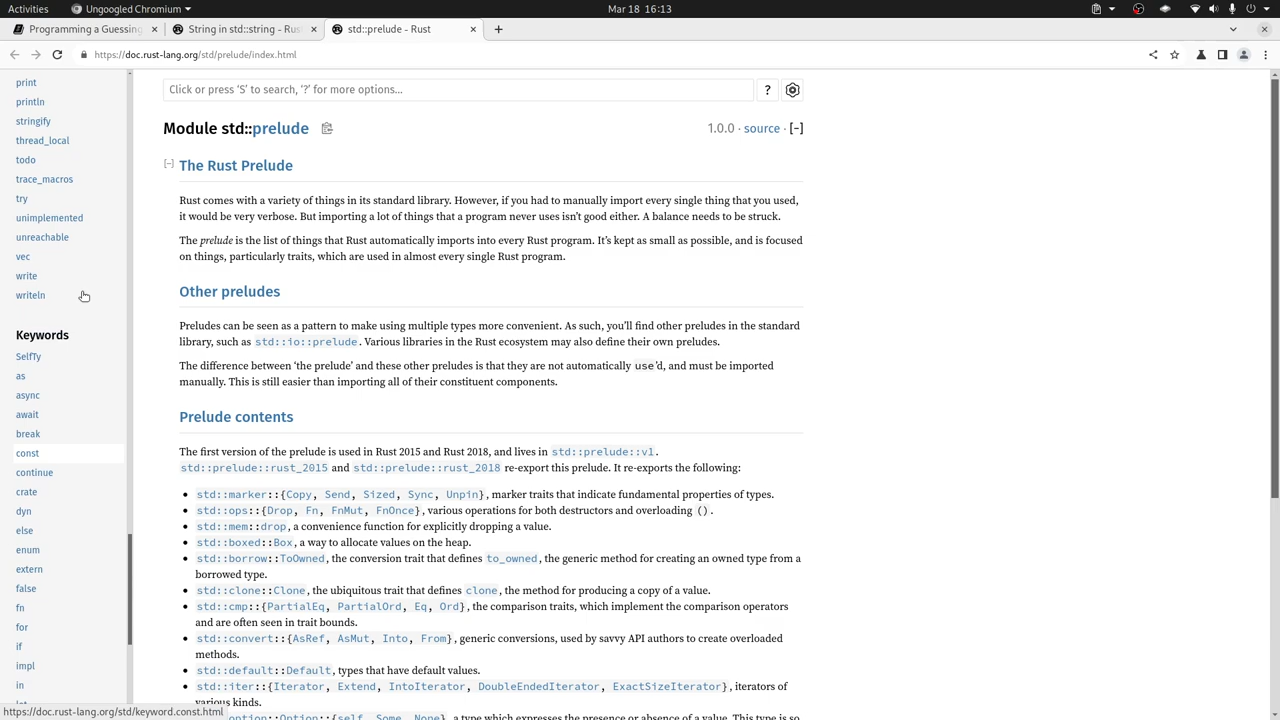 Activities
Ungoogled Chromium
Mar 18 16:13
Programming a Guessing
String in std::string - Rus
std::prelude - Rust
https://doc.rust-lang.org/std/prelude/index.html
print
println
stringify
thread_local
todo
trace_macros
try
unimplemented
unreachable
vec
write
writeln
Keywords
SelfTy
as
async
await
break
const
continue
crate
dyn
else
enum
extern
false
fn
for
if
impl
in
https://doc.rust-lang.org/std/keyword.const.html
Click or press ‘S’ to search, ‘?’ for more options…
?
Module std::prelude
1.0.0 · source · [-]
[-] The Rust Prelude
Rust comes with a variety of things in its standard library. However, if you had to manually import every single thing that you used,
it would be very verbose. But importing a lot of things that a program never uses isn’t good either. A balance needs to be struck.
The prelude is the list of things that Rust automatically imports into every Rust program. It’s kept as small as possible, and is focused
on things, particularly traits, which are used in almost every single Rust program.
Other preludes
Preludes can be seen as a pattern to make using multiple types more convenient. As such, you’ll find other preludes in the standard
library, such as std::io::prelude. Various libraries in the Rust ecosystem may also define their own preludes.
The difference between ‘the prelude’ and these other preludes is that they are not automatically use’d, and must be imported
manually. This is still easier than importing all of their constituent components.
Prelude contents
The first version of the prelude is used in Rust 2015 and Rust 2018, and lives in std::prelude::v1.
std::prelude::rust_2015 and std::prelude::rust_2018 re-export this prelude. It re-exports the following:
• std::marker::{Copy, Send, Sized, Sync, Unpin}, marker traits that indicate fundamental properties of types.
• std::ops::{Drop, Fn, FnMut, FnOnce}, various operations for both destructors and overloading ().
• std::mem::drop, a convenience function for explicitly dropping a value.
• std::boxed::Box, a way to allocate values on the heap.
• std::borrow::ToOwned, the conversion trait that defines to_owned, the generic method for creating an owned type from a
borrowed type.
• std::clone::Clone, the ubiquitous trait that defines clone, the method for producing a copy of a value.
• std::cmp::{PartialEq, PartialOrd, Eq, Ord}, the comparison traits, which implement the comparison operators
and are often seen in trait bounds.
• std::convert::{AsRef, AsMut, Into, From}, generic conversions, used by savvy API authors to create overloaded
methods.
• std::default::Default, types that have default values.
• std::iter::{Iterator, Extend, IntoIterator, DoubleEndedIterator, ExactSizeIterator}, iterators of
various kinds.
option::Option::{self, Some, None}, a type which expresses the presence or absence of a value. This type is so